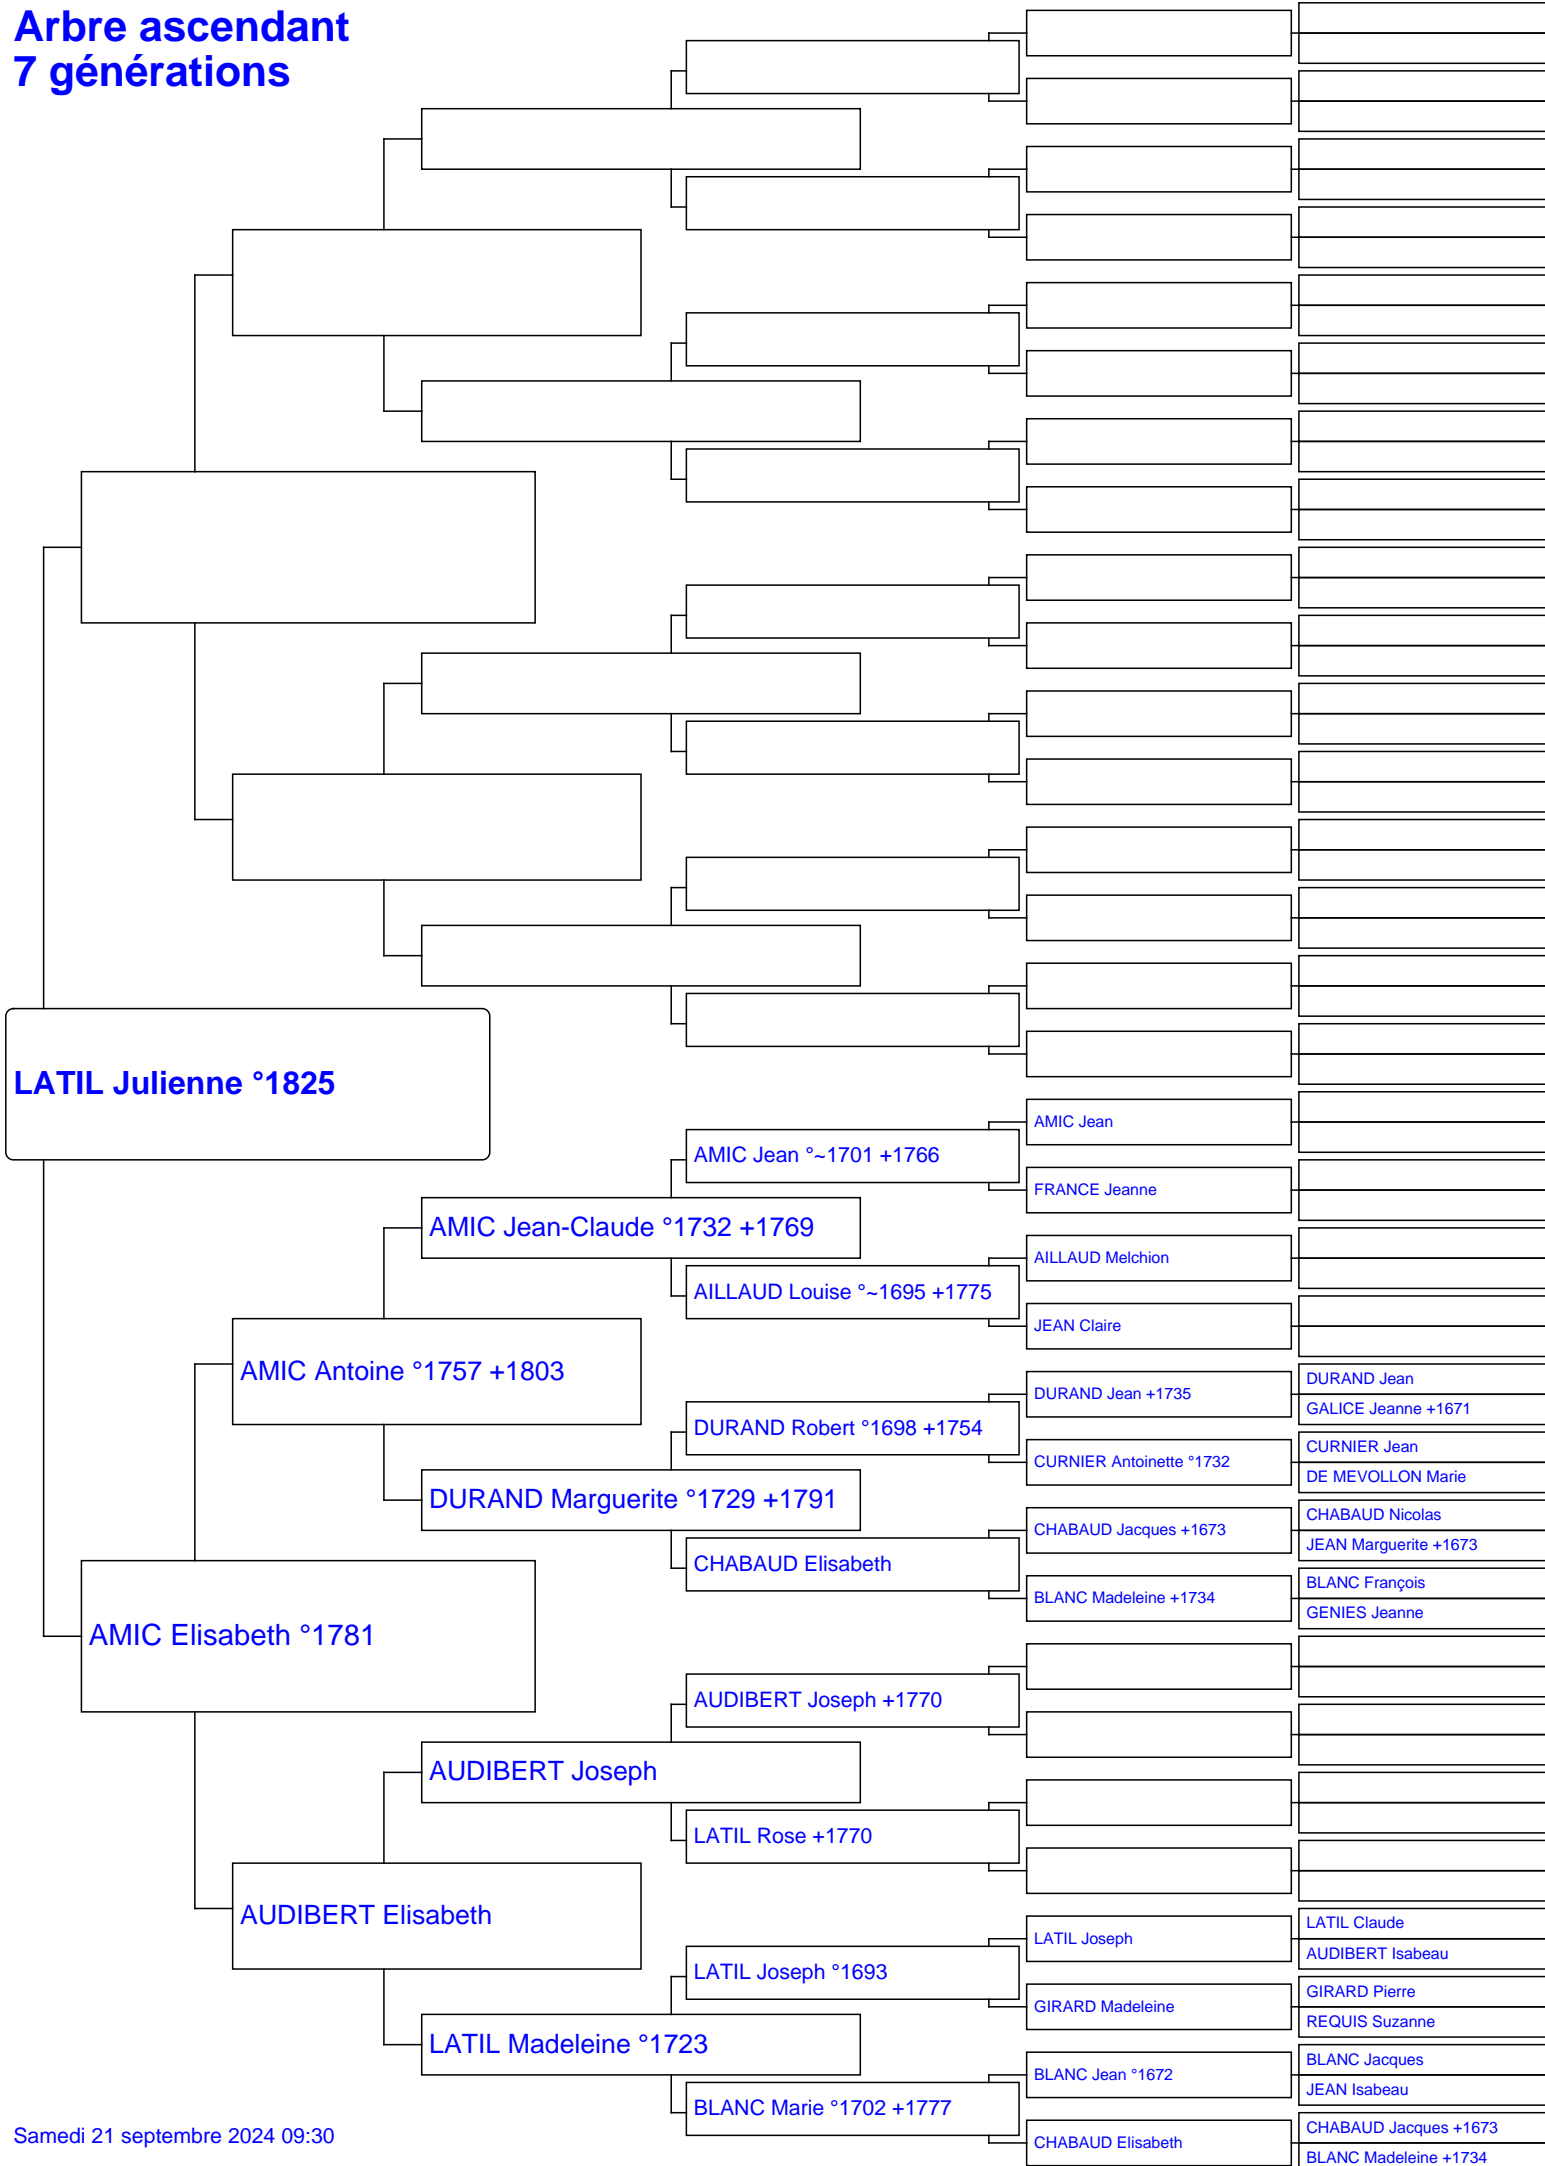 Arbre ascendant
7 générations
LATIL Julienne °1825
AMIC Elisabeth °1781
AMIC Antoine °1757 +1803
AUDIBERT Elisabeth
AMIC Jean-Claude °1732 +1769
DURAND Marguerite °1729 +1791
AUDIBERT Joseph
LATIL Madeleine °1723
AMIC Jean °~1701 +1766
AILLAUD Louise °~1695 +1775
DURAND Robert °1698 +1754
CHABAUD Elisabeth
AUDIBERT Joseph +1770
LATIL Rose +1770
LATIL Joseph °1693
BLANC Marie °1702 +1777
AMIC Jean
FRANCE Jeanne
AILLAUD Melchion
JEAN Claire
DURAND Jean +1735
CURNIER Antoinette °1732
CHABAUD Jacques +1673
BLANC Madeleine +1734
LATIL Joseph
GIRARD Madeleine
BLANC Jean °1672
CHABAUD Elisabeth
DURAND Jean
GALICE Jeanne +1671
CURNIER Jean
DE MEVOLLON Marie
CHABAUD Nicolas
JEAN Marguerite +1673
BLANC François
GENIES Jeanne
LATIL Claude
AUDIBERT Isabeau
GIRARD Pierre
REQUIS Suzanne
BLANC Jacques
JEAN Isabeau
CHABAUD Jacques +1673
BLANC Madeleine +1734
Samedi 21 septembre 2024 09:30